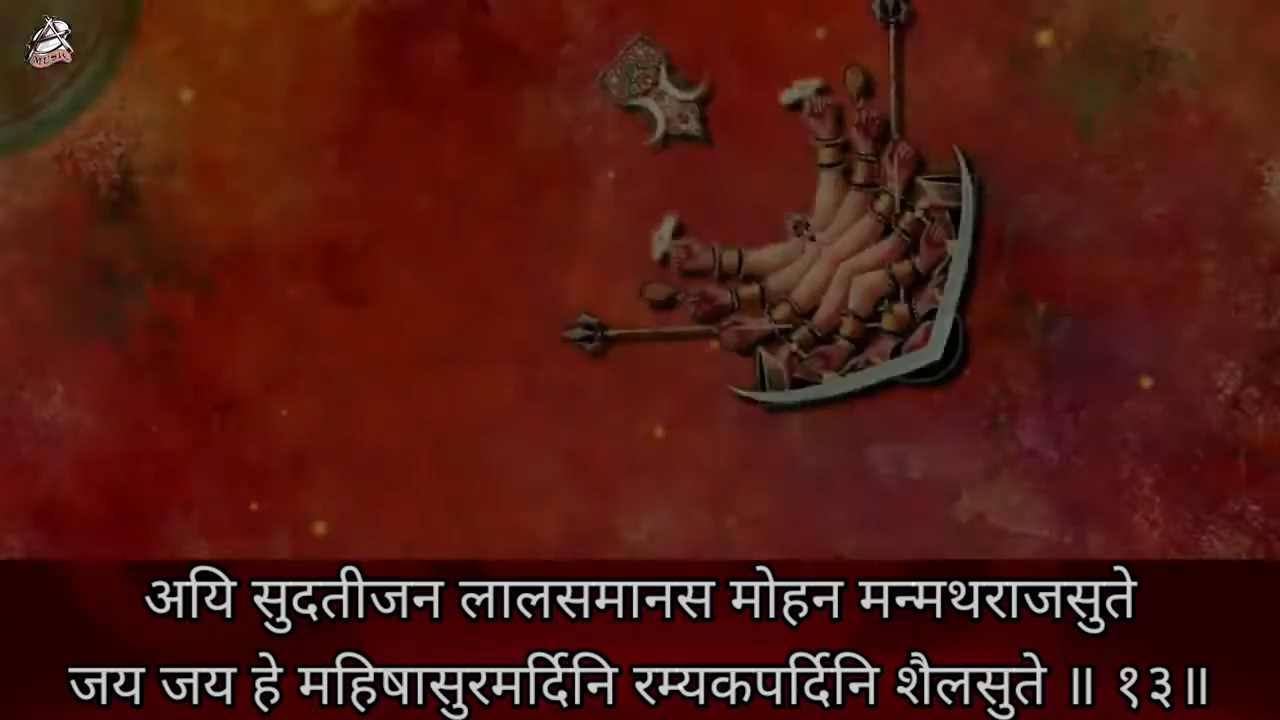 अयि सुदतीजन लालसमानस मोहन मन्मथराजसुते
जय जय हे महिषासुरमर्दिनि रम्यकपर्दिनि शैलसुते ॥ १३॥